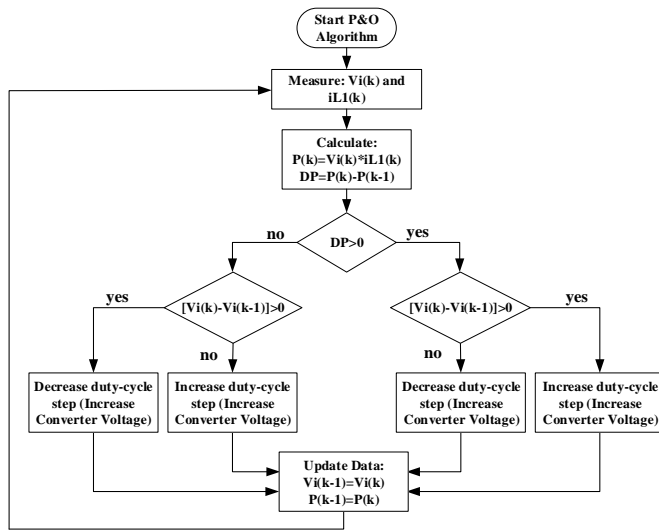 Start P&O
Algorithm
Measure: Vi(k) and
iL1(k)
Calculate:
P(k)=Vi(k)*iL1(k)
DP=P(k)-P(k-1)
no
DP>0
yes
yes
[Vi(k)-Vi(k-1)]>0
no
[Vi(k)-Vi(k-1)]>0
yes
no
Decrease duty-cycle
step (Increase
Converter Voltage)
Increase duty-cycle
step (Increase
Converter Voltage)
Decrease duty-cycle
step (Increase
Converter Voltage)
Increase duty-cycle
step (Increase
Converter Voltage)
Update Data:
Vi(k-1)=Vi(k)
P(k-1)=P(k)